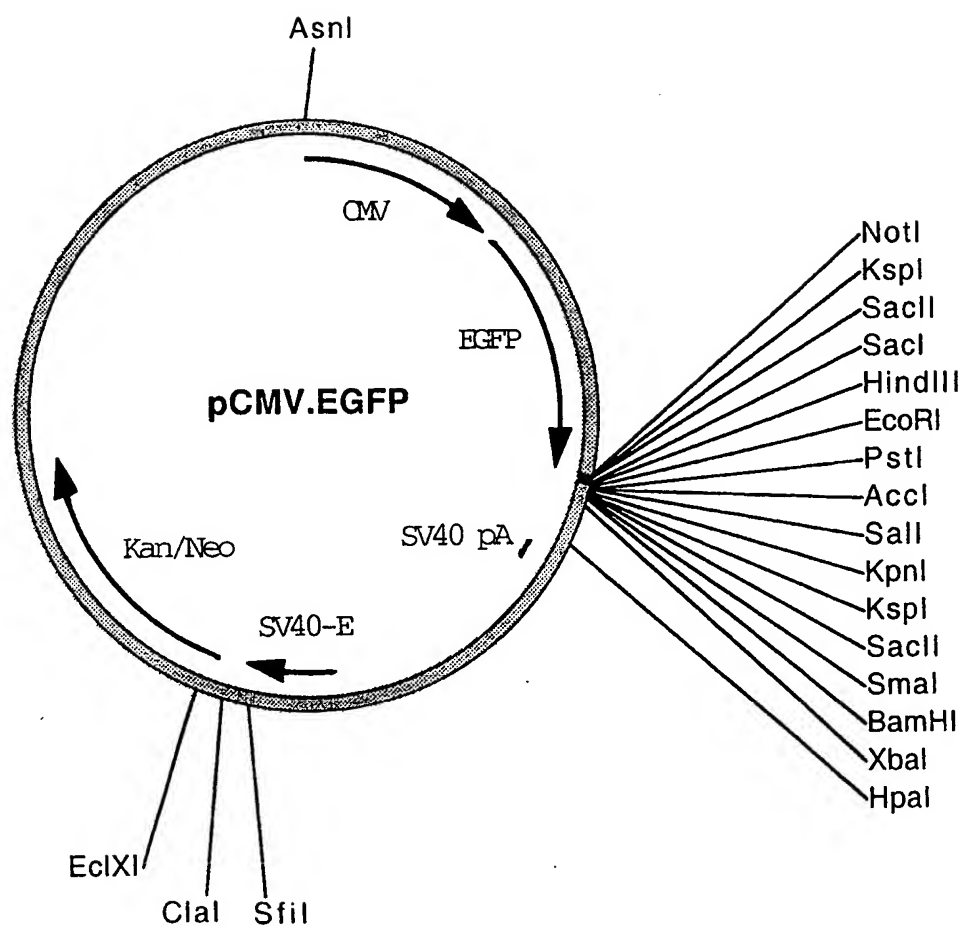 AsnI
CMV
EGFP
pCMV.EGFP
Kan/Neo
SV40 pA
SV40-E
NotI
KspI
SacII
SacI
HindIII
EcoRI
PstI
AccI
SalI
KpnI
KspI
SacII
SmaI
BamHI
XbaI
HpaI
EclXI
ClaI
SfiI